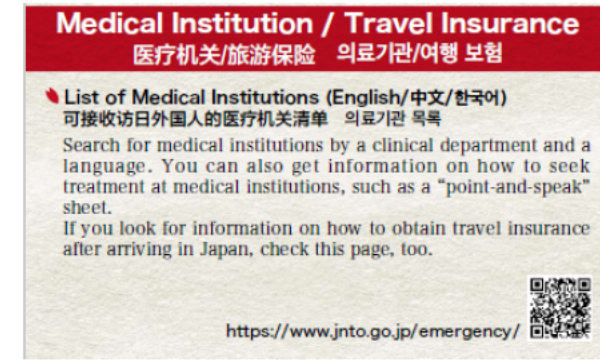 Medical Institution / Travel Insurance
医疗机关/旅游保险 의료기관/여행 보험
List of Medical Institutions (English/中文/한국어)
可接收访日外国人的医疗机关清单 의료기관 목록
Search for medical institutions by a clinical department and a
language. You can also get information on how to seek
treatment at medical institutions, such as a “point-and-speak”
sheet.
If you look for information on how to obtain travel insurance
after arriving in Japan, check this page, too.
https://www.jnto.go.jp/emergency/